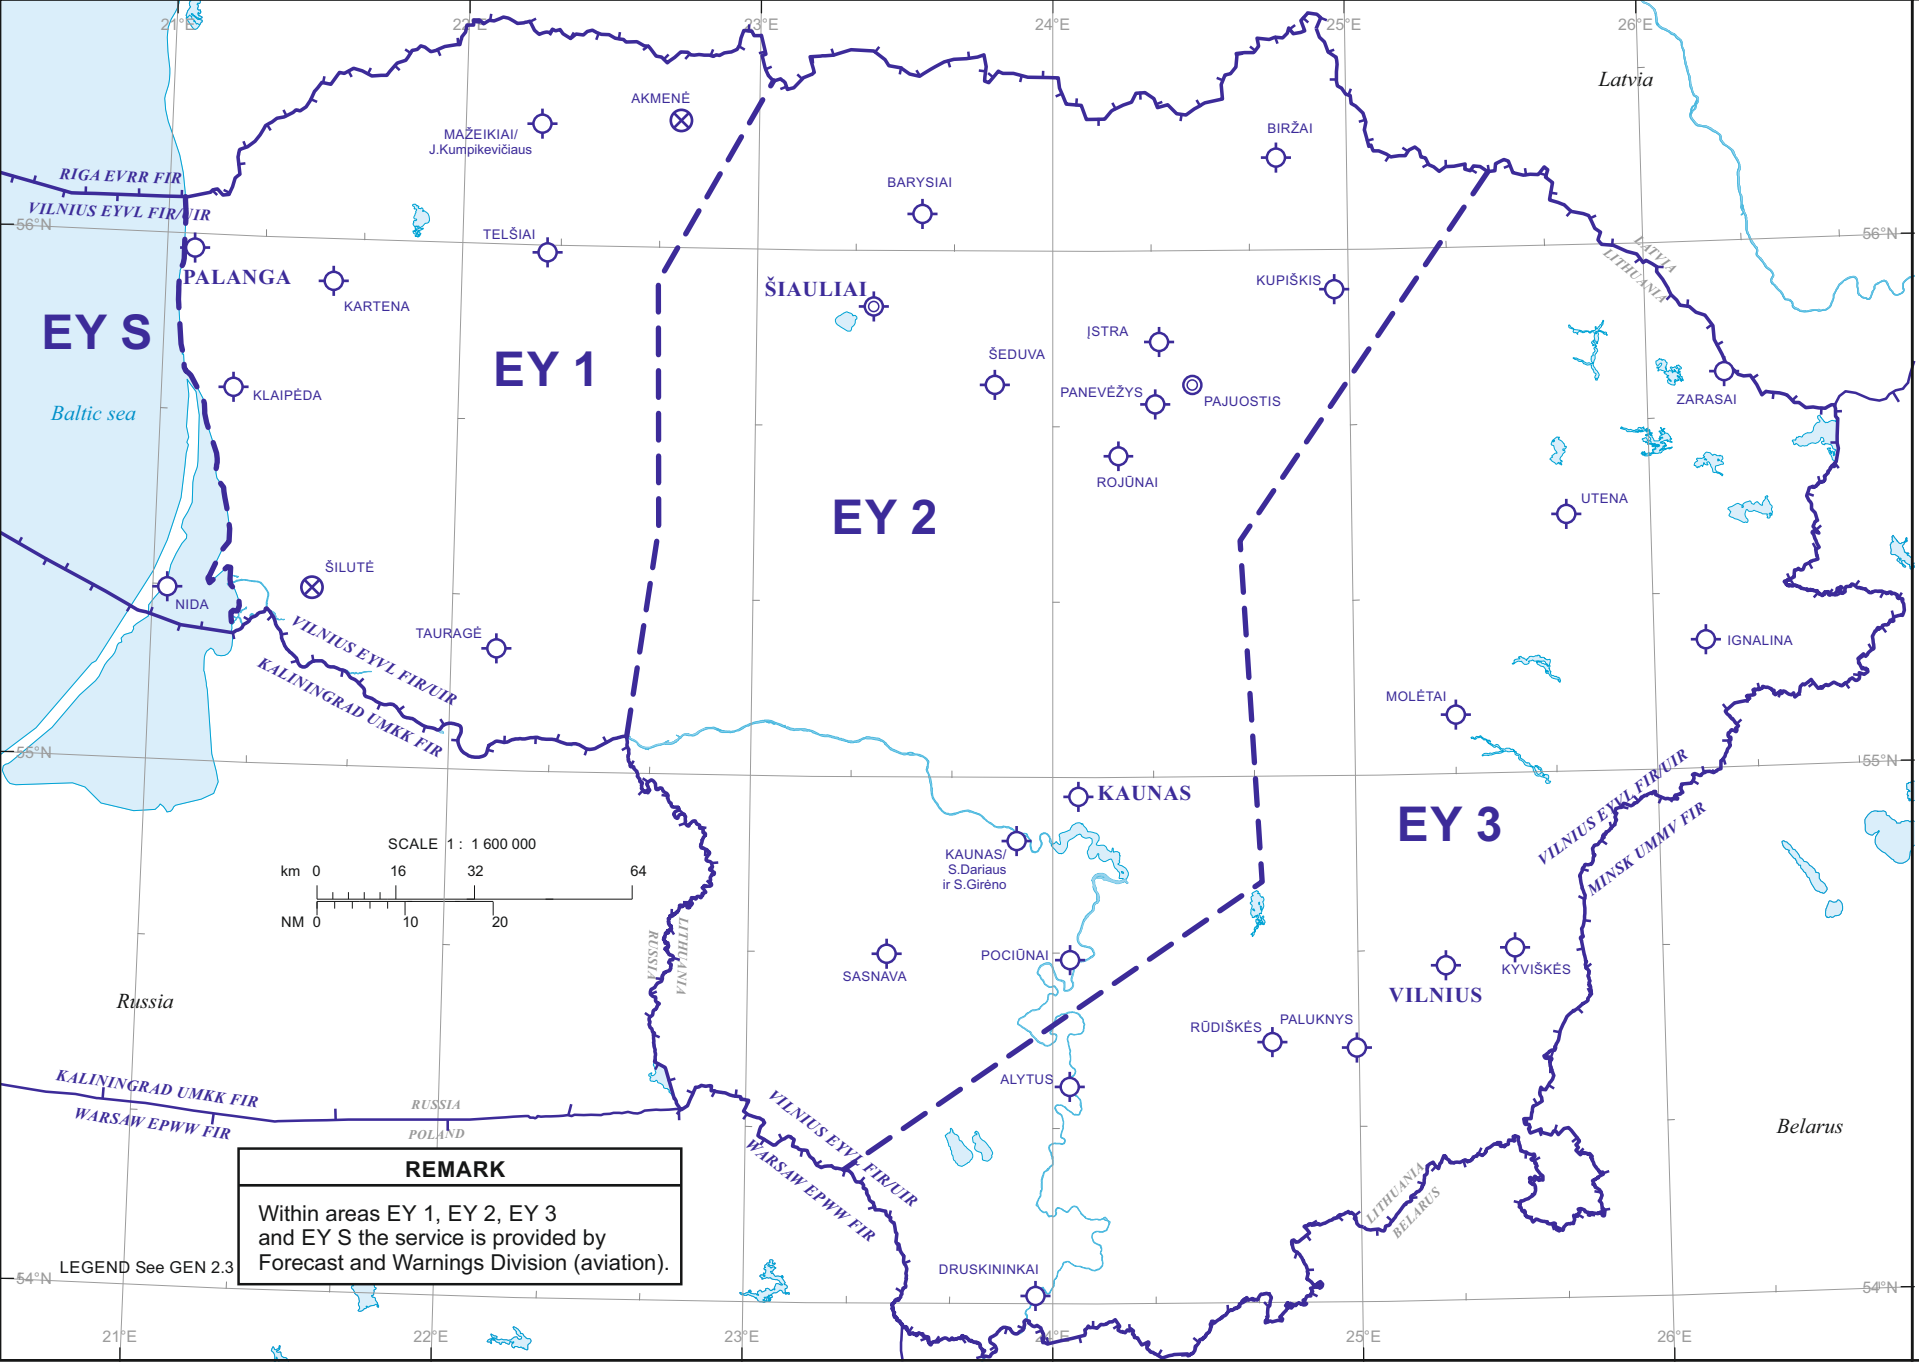 21°E
22°E
23°E
24°E
25°E
26°E
Latvia
AKMENĖ
MAŽEIKIAI/
J.Kumpikevičiaus
BIRŽAI
RIGA EVRR FIR
VILNIUS EYVL FIR/UIR
BARYSIAI
56°N
56°N
TELŠIAI
LATVIA
LITHUANIA
PALANGA
KARTENA
ŠIAULIAI
KUPIŠKIS
EY S
EY 1
ĮSTRA
ŠEDUVA
KLAIPĖDA
PANEVĖŽYS
PAJUOSTIS
ZARASAI
Baltic sea
ROJŪNAI
EY 2
UTENA
ŠILUTĖ
NIDA
TAURAGĖ
VILNIUS EYVL FIR/UIR
KALININGRAD UMKK FIR
IGNALINA
MOLĖTAI
55°N
55°N
KAUNAS
EY 3
VILNIUS EYVL FIR/UIR
MINSK UMMV FIR
SCALE 1 : 1 600 000
km 0 16 32 64
NM 0 10 20
KAUNAS/
S.Dariaus
ir S.Girėno
RUSSIA
LITHUANIA
SASNAVA
POCIŪNAI
KYVIŠKĖS
VILNIUS
Russia
RŪDIŠKĖS
PALUKNYS
ALYTUS
KALININGRAD UMKK FIR
WARSAW EPWW FIR
RUSSIA
POLAND
VILNIUS EYVL FIR/UIR
WARSAW EPWW FIR
Belarus
LITHUANIA
BELARUS
REMARK
Within areas EY 1, EY 2, EY 3
and EY S the service is provided by
Forecast and Warnings Division (aviation).
LEGEND See GEN 2.3
54°N
54°N
DRUSKININKAI
21°E
22°E
23°E
24°E
25°E
26°E